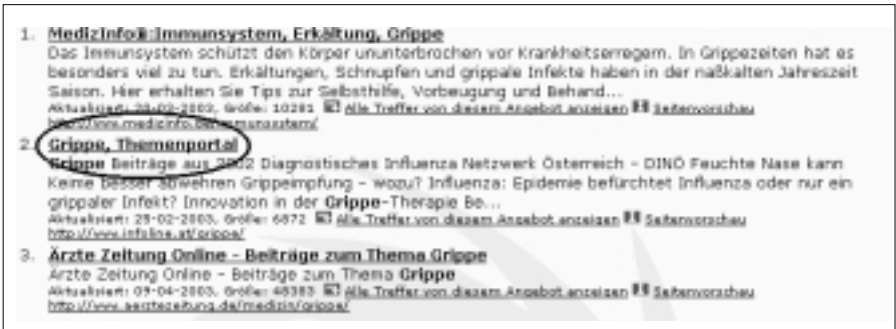 1. MedizInfo®:Immunsystem, Erkältung, Grippe
Das Immunsystem schützt den Körper ununterbrochen vor Krankheitserregern. In Grippezeiten hat es
besonders viel zu tun. Erkältungen, Schnupfen und grippale Infekte haben in der naßkalten Jahreszeit
Saison. Hier erhalten Sie Tips zur Selbsthilfe, Vorbeugung und Behand...
Aktualisiert: 2003, Größe: 10281 Alle Treffer von diesem Angebot anzeigen Seitenvorschau
2. Grippe, Themenportal
Grippe Beiträge aus 2002 Diagnostisches Influenza Netzwerk Österreich - DINÖ Feuchte Nase kann
Keime besser abwehren Grippeimpfung - wozu? Influenza: Epidemie befürchtet Influenza oder nur ein
grippaler Infekt? Innovation in der Grippe-Therapie Be...
Aktualisiert: 25-02-2003, Größe: 6872 Alle Treffer von diesem Angebot anzeigen Seitenvorschau
http://www.infoline.at/grippe/
3. Ärzte Zeitung Online - Beiträge zum Thema Grippe
Ärzte Zeitung Online - Beiträge zum Thema Grippe
Aktualisiert: 09-04-2003, Größe: 48383 Alle Treffer von diesem Angebot anzeigen Seitenvorschau
http://www.aerztezeitung.de/medizin/grippe/